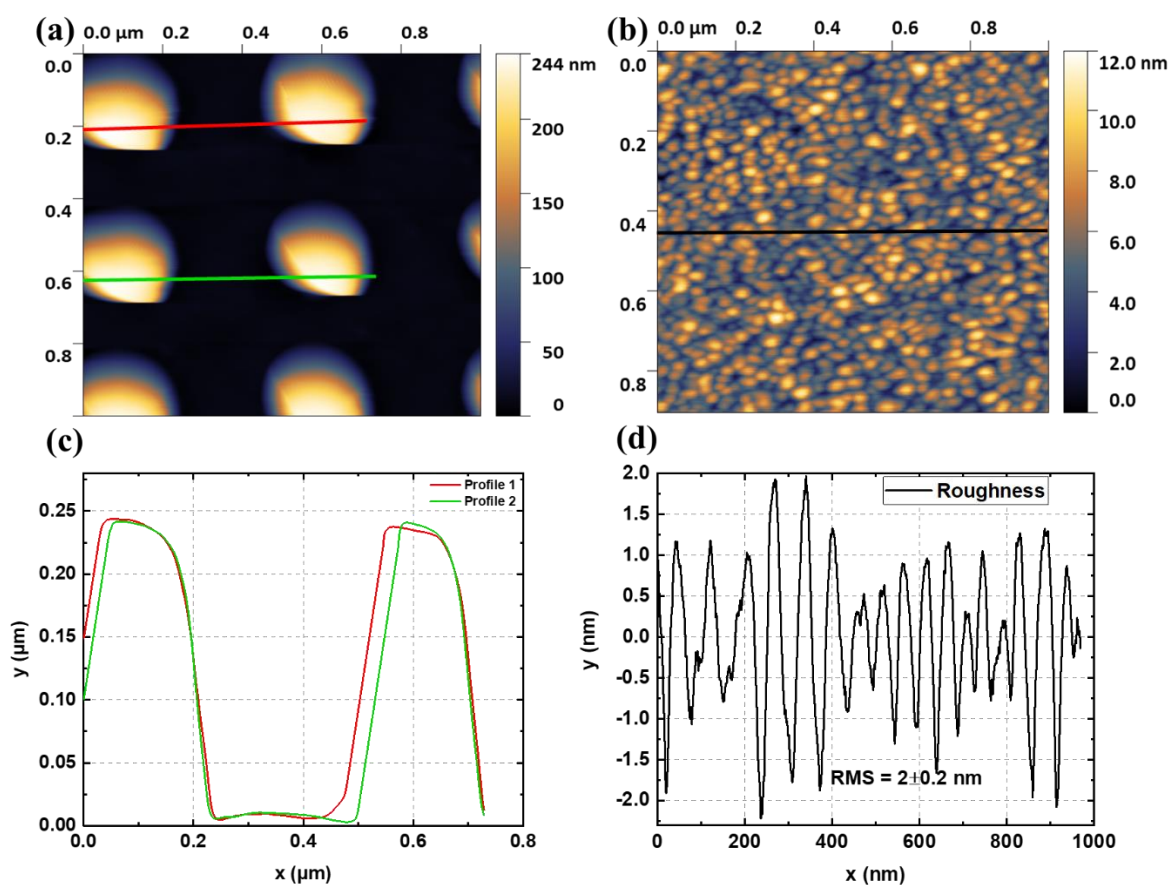 (a)
0.0 µm 0.2 0.4 0.6 0.8
0.0
0.2
0.4
0.6
0.8
244 nm
200
150
100
50
0
(b)
0.0 µm 0.2 0.4 0.6 0.8
0.0
0.2
0.4
0.6
0.8
12.0 nm
10.0
8.0
6.0
4.0
2.0
0.0
(c)
Profile 1
Profile 2
0.25
0.20
0.15
0.10
0.05
0.00
y (µm)
0.0 0.2 0.4 0.6 0.8
x (µm)
(d)
Roughness
2.0
1.5
1.0
0.5
0.0
-0.5
-1.0
-1.5
-2.0
y (nm)
RMS = 2±0.2 nm
0 200 400 600 800 1000
x (nm)